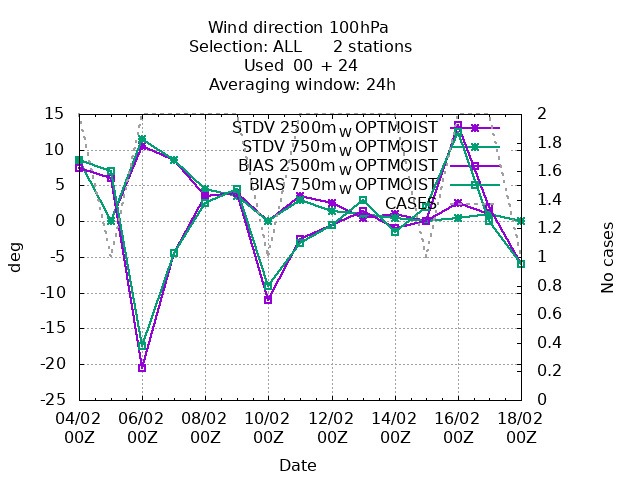 Wind direction 100hPa
Selection: ALL 2 stations
Used 00 + 24
Averaging window: 24h
STDV 2500m_W OPTMOIST
STDV 750m_W OPTMOIST
BIAS 2500m_W OPTMOIST
BIAS 750m_W OPTMOIST
CASES
15
10
5
0
-5
-10
-15
-20
-25
deg
2
1.8
1.6
1.4
1.2
1
0.8
0.6
0.4
0.2
0
No cases
04/02 06/02 08/02 10/02 12/02 14/02 16/02 18/02
00Z 00Z 00Z 00Z 00Z 00Z 00Z 00Z
Date